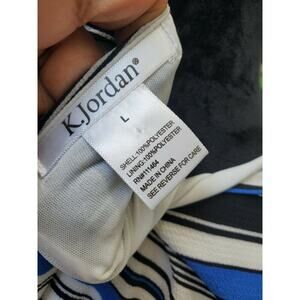 K.Jordan®
L
SHELL:100%POLYESTER
LINING:100%POLYESTER
RN#111464
MADE IN CHINA
SEE REVERSE FOR CARE